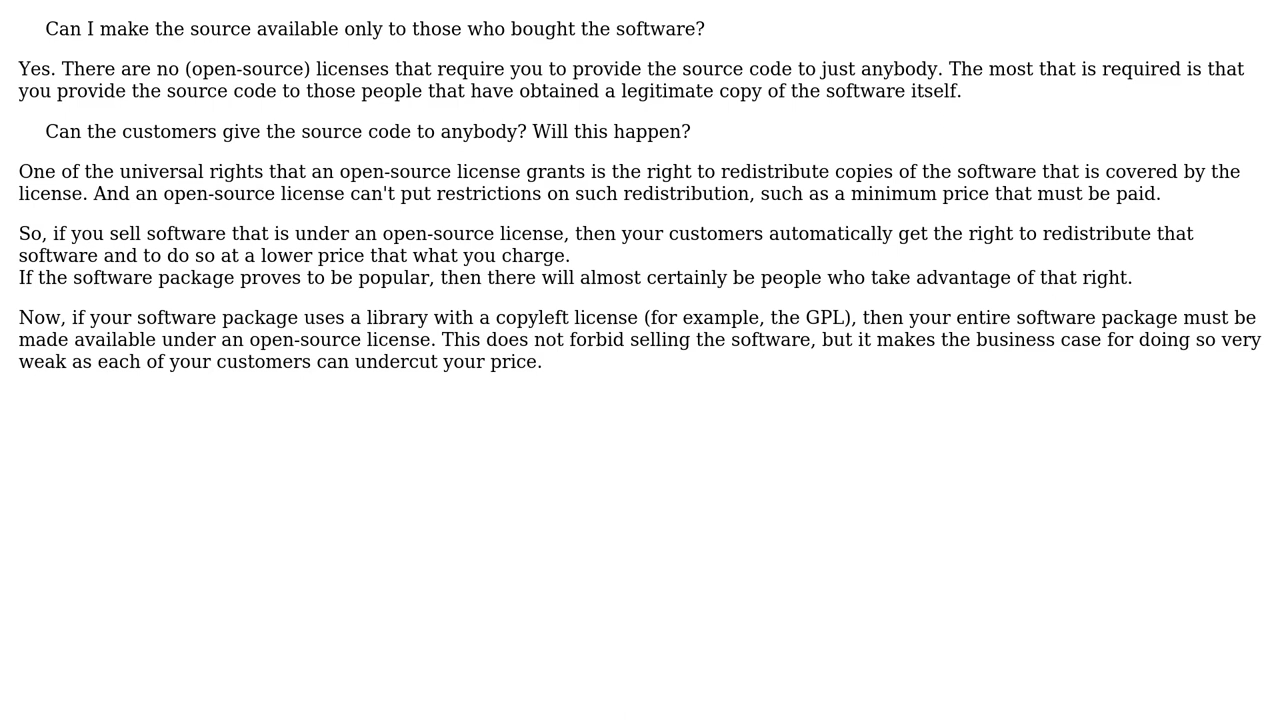 Can I make the source available only to those who bought the software?
Yes. There are no (open-source) licenses that require you to provide the source code to just anybody. The most that is required is that
you provide the source code to those people that have obtained a legitimate copy of the software itself.
Can the customers give the source code to anybody? Will this happen?
One of the universal rights that an open-source license grants is the right to redistribute copies of the software that is covered by the
license. And an open-source license can't put restrictions on such redistribution, such as a minimum price that must be paid.
So, if you sell software that is under an open-source license, then your customers automatically get the right to redistribute that
software and to do so at a lower price that what you charge.
If the software package proves to be popular, then there will almost certainly be people who take advantage of that right.
Now, if your software package uses a library with a copyleft license (for example, the GPL), then your entire software package must be
made available under an open-source license. This does not forbid selling the software, but it makes the business case for doing so very
weak as each of your customers can undercut your price.